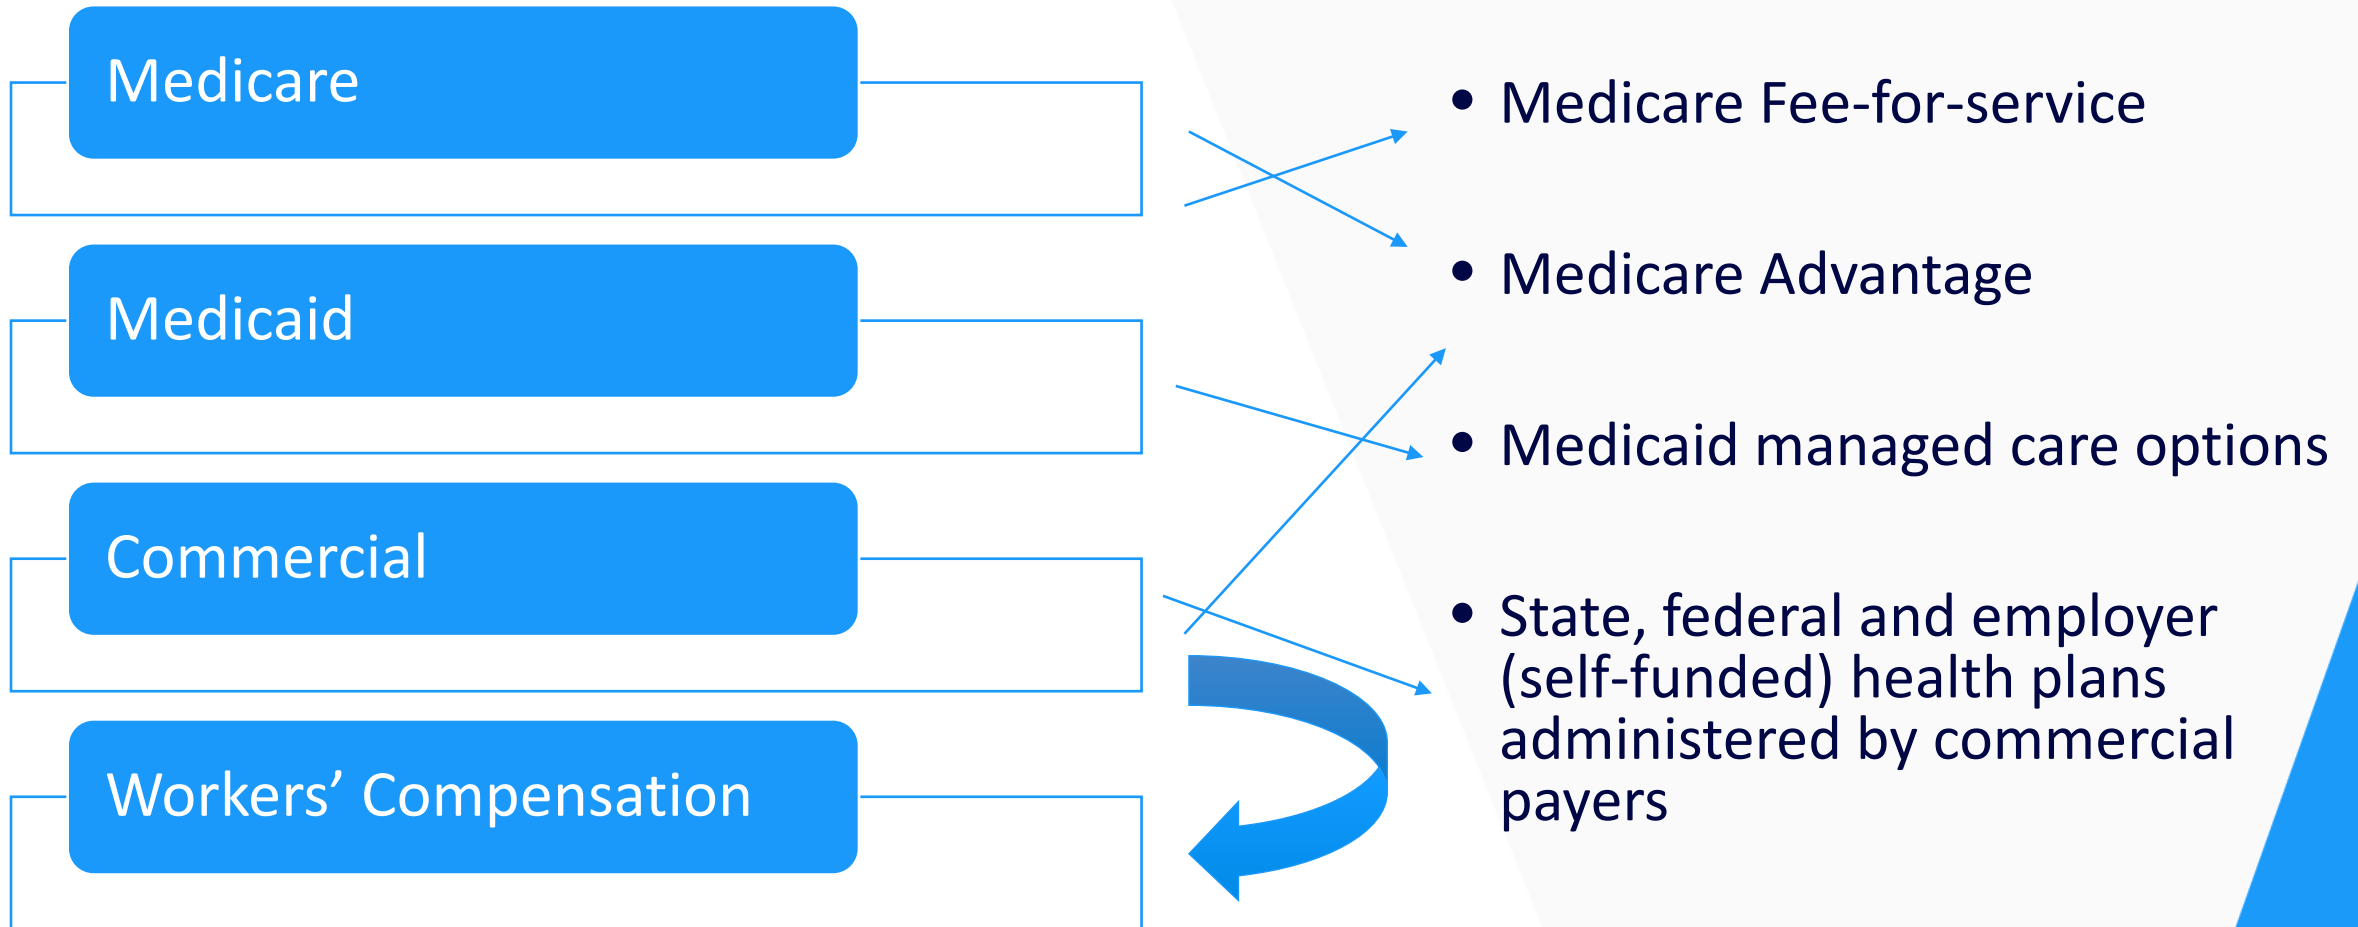 Medicare
Medicaid
Commercial
Workers’ Compensation
• Medicare Fee-for-service
• Medicare Advantage
• Medicaid managed care options
• State, federal and employer
(self-funded) health plans
administered by commercial
payers